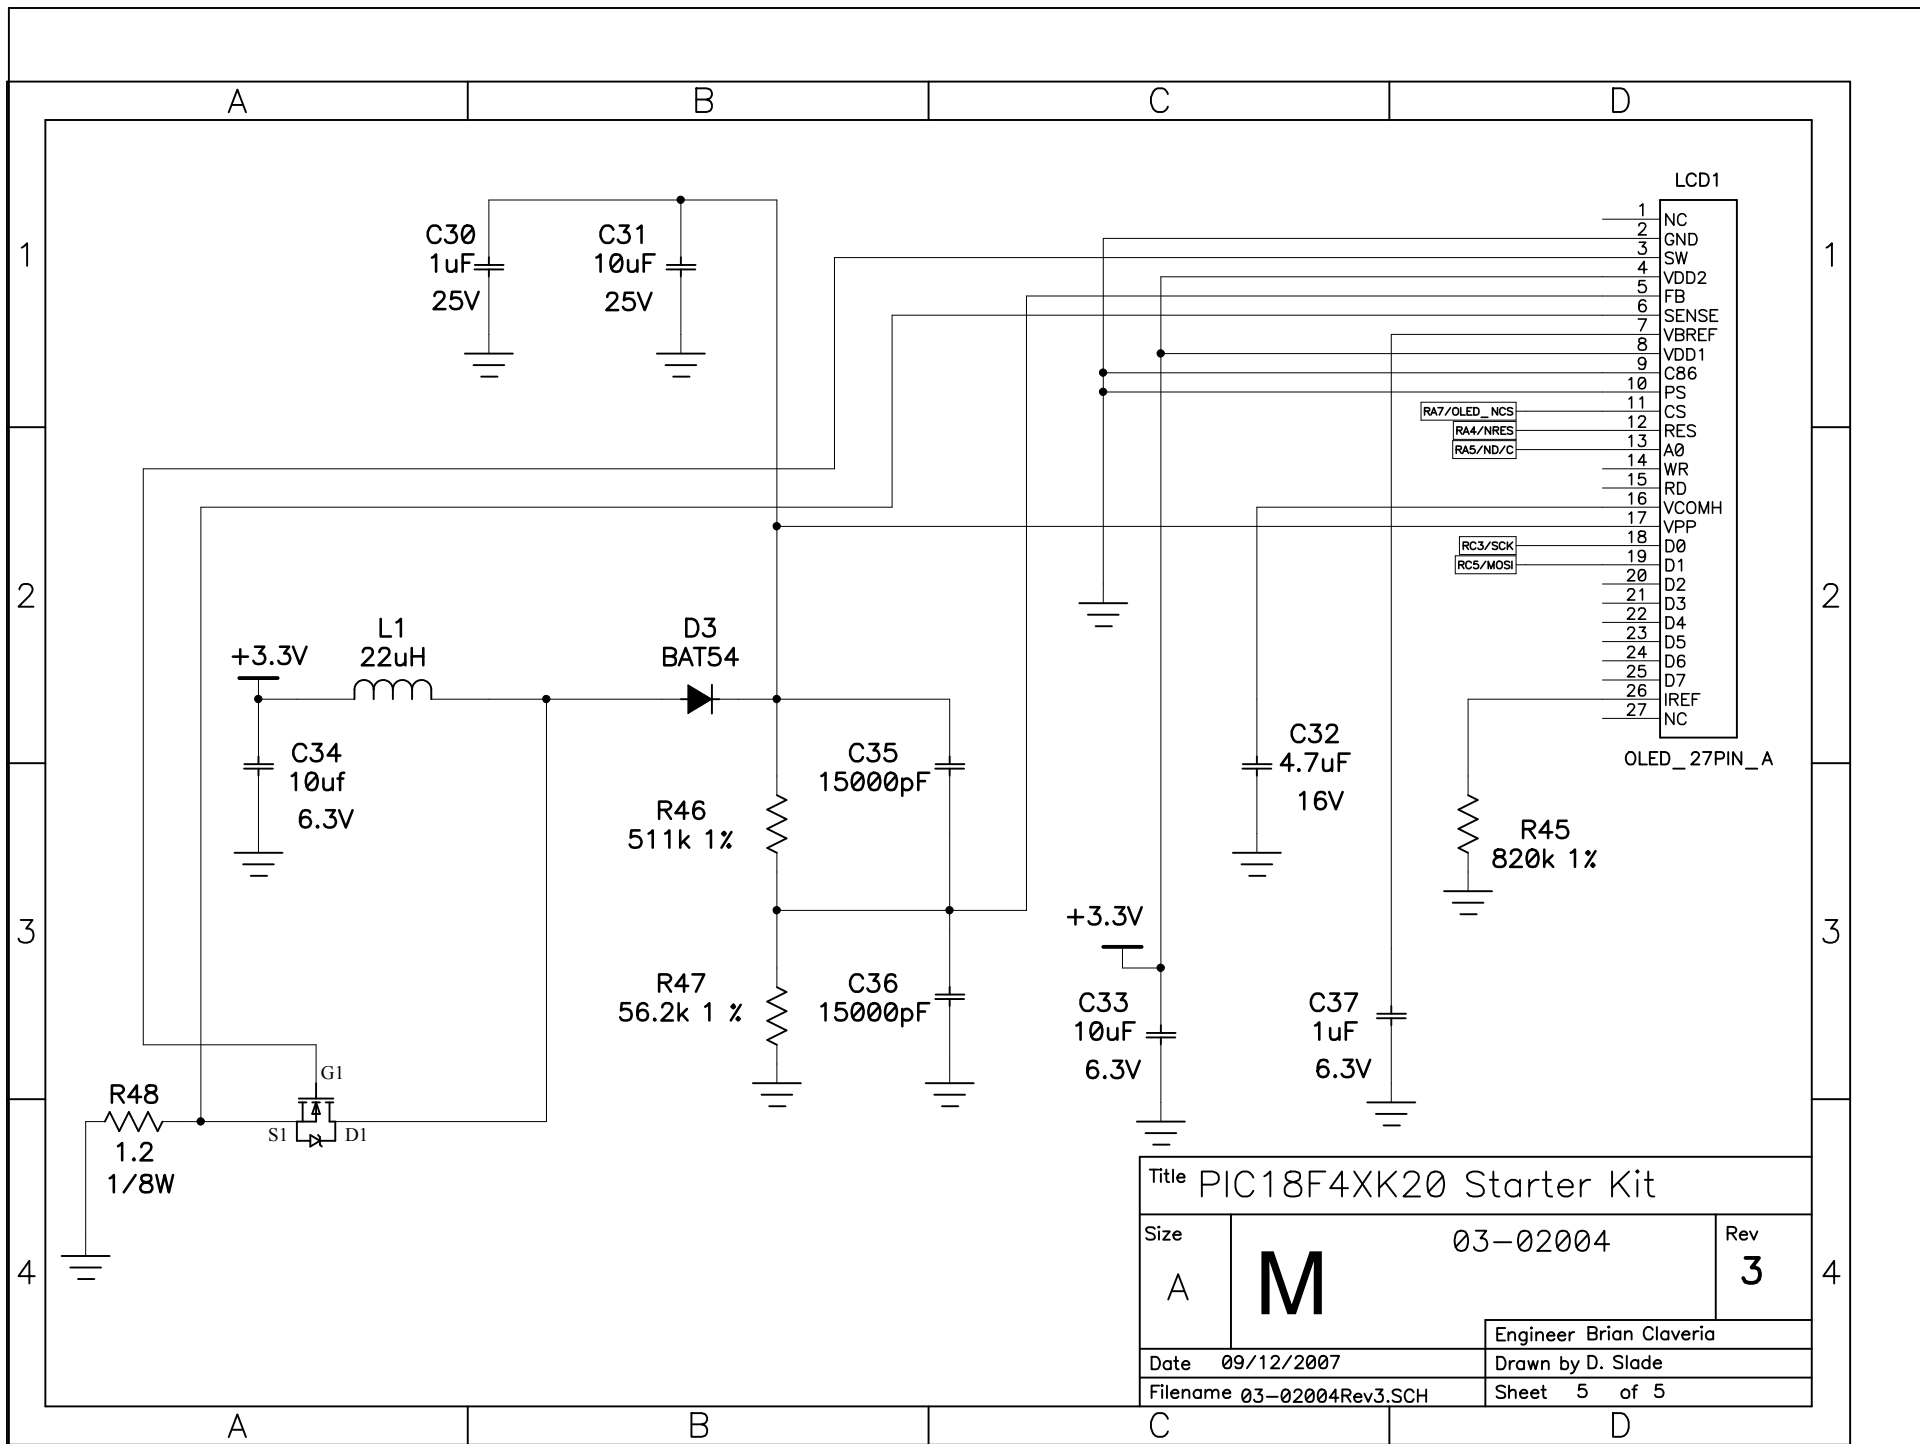 A B C D
1
2
3
4
1
2
3
4
C30
1uF
25V
C31
10uF
25V
LCD1
1 NC
2 GND
3 SW
4 VDD2
5 FB
6 SENSE
7 VBREF
8 VDD1
9 C86
10 PS
11 CS
12 RES
13 A0
14 WR
15 RD
16 VCOMH
17 VPP
18 D0
19 D1
20 D2
21 D3
22 D4
23 D5
24 D6
25 D7
26 IREF
27 NC
OLED_27PIN_A
RA7/OLED_NCS
RA4/NRES
RA5/ND/C
RC3/SCK
RC5/MOSI
+3.3V
L1
22uH
D3
BAT54
C34
10uf
6.3V
R46
511k 1%
C35
15000pF
C32
4.7uF
16V
R45
820k 1%
R47
56.2k 1 %
C36
15000pF
+3.3V
C33
10uF
6.3V
C37
1uF
6.3V
R48
1.2
1/8W
G1
S1
D1
Title PIC18F4XK20 Starter Kit
Size
A
M
03-02004
Rev
3
Engineer Brian Claveria
Date 09/12/2007
Drawn by D. Slade
Filename 03-02004Rev3.SCH
Sheet 5 of 5
A B C D